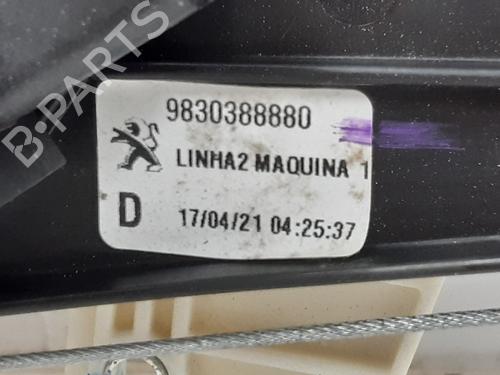 B-PARTS
9830388880
LINHA2 MAQUINA 1
D 17/04/21 04:25:37